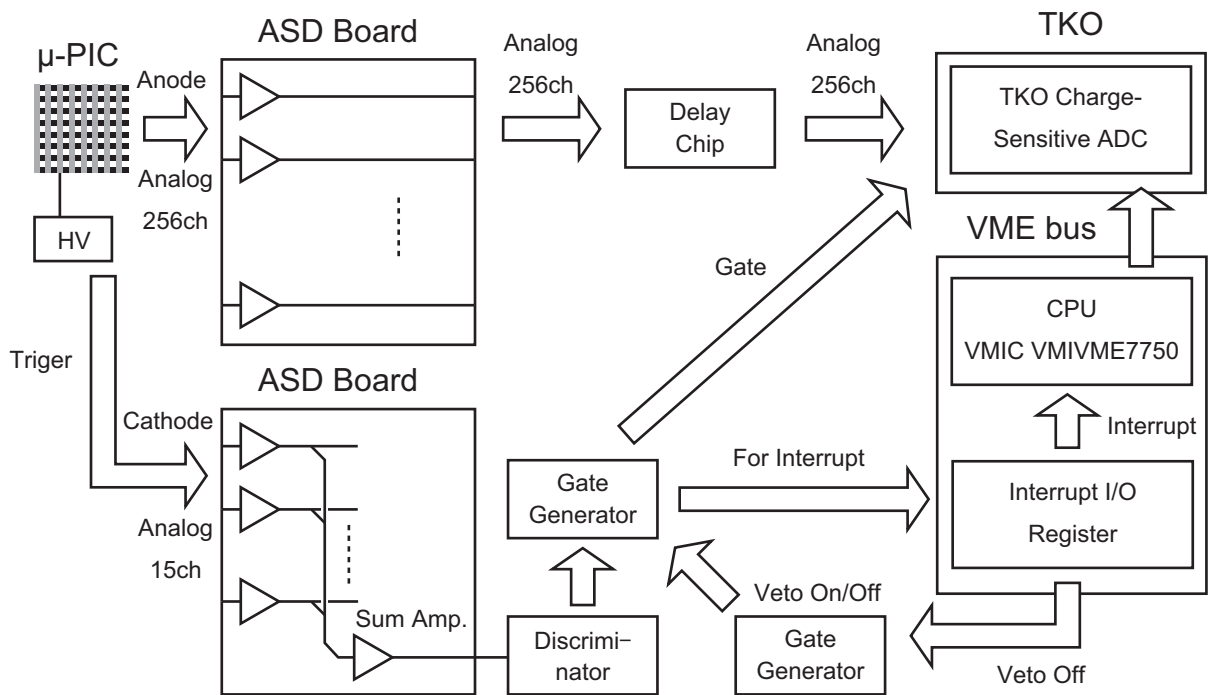 ASD Board
TKO
μ-PIC
Anode
Analog
256ch
HV
Analog
256ch
Delay
Chip
Analog
256ch
TKO Charge-
Sensitive ADC
VME bus
Gate
CPU
VMIC VMIVME7750
Triger
ASD Board
Cathode
Analog
15ch
Sum Amp.
Discrimi-
nator
Gate
Generator
For Interrupt
Interrupt
Interrupt I/O
Register
Veto On/Off
Gate
Generator
Veto Off